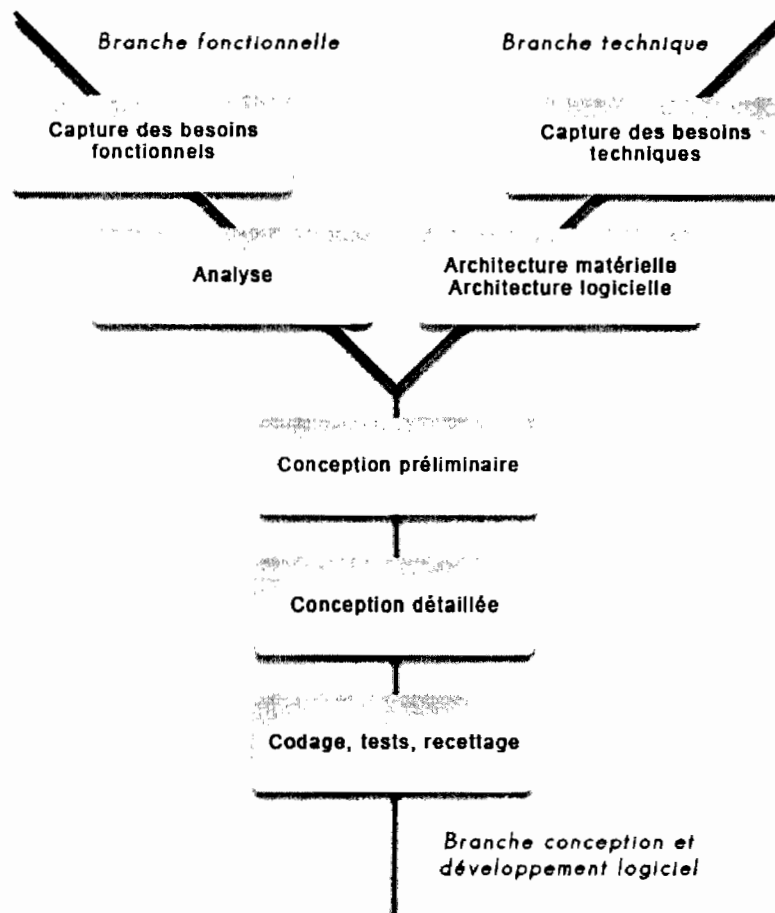 Branche fonctionnelle
Branche technique
Capture des besoins
fonctionnels
Capture des besoins
techniques
Analyse
Architecture matérielle
Architecture logicielle
Conception préliminaire
Conception détaillée
Codage, tests, recettage
Branche conception et
développement logiciel